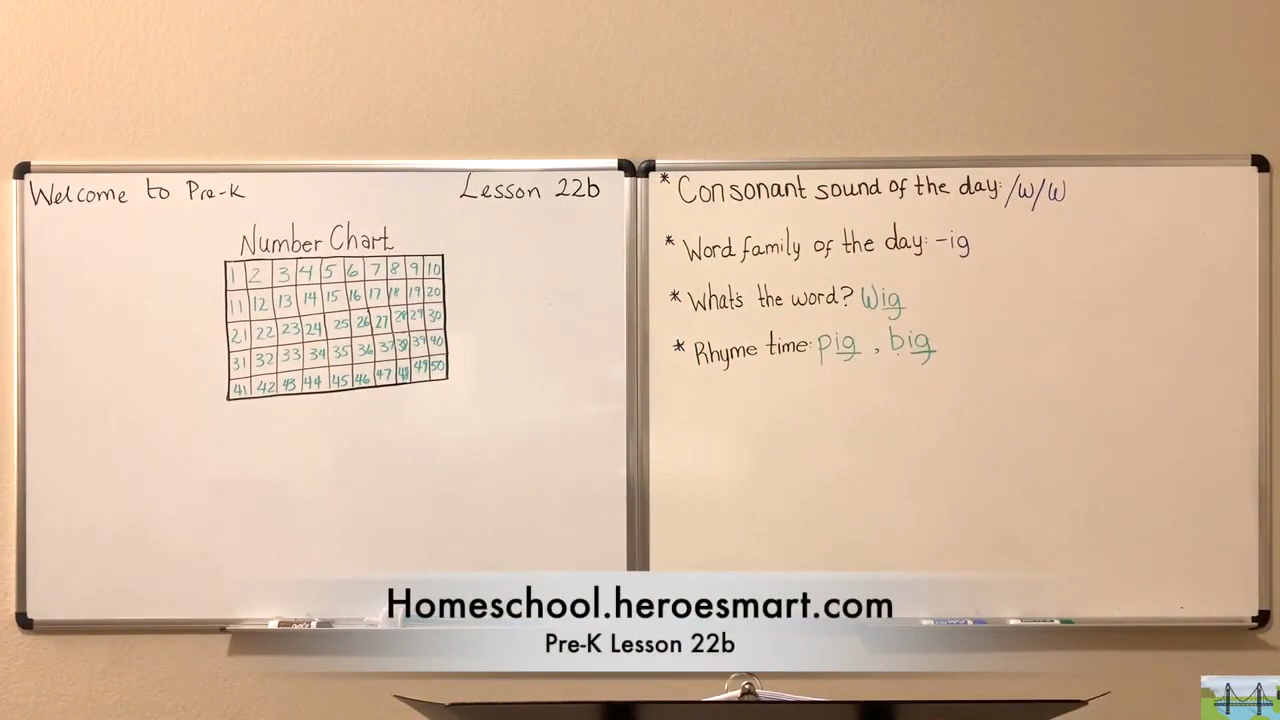 Welcome to Pre-K
Lesson 22b
Number Chart
1 2 3 4 5 6 7 8 9 10
11 12 13 14 15 16 17 18 19 20
21 22 23 24 25 26 27 28 29 30
31 32 33 34 35 36 37 38 39 40
41 42 43 44 45 46 47 48 49 50
* Consonant sound of the day: /w/w
* Word family of the day: -ig
* What's the word? Wig
* Rhyme time: pig , big
Homeschool.heroesmart.com
Pre-K Lesson 22b